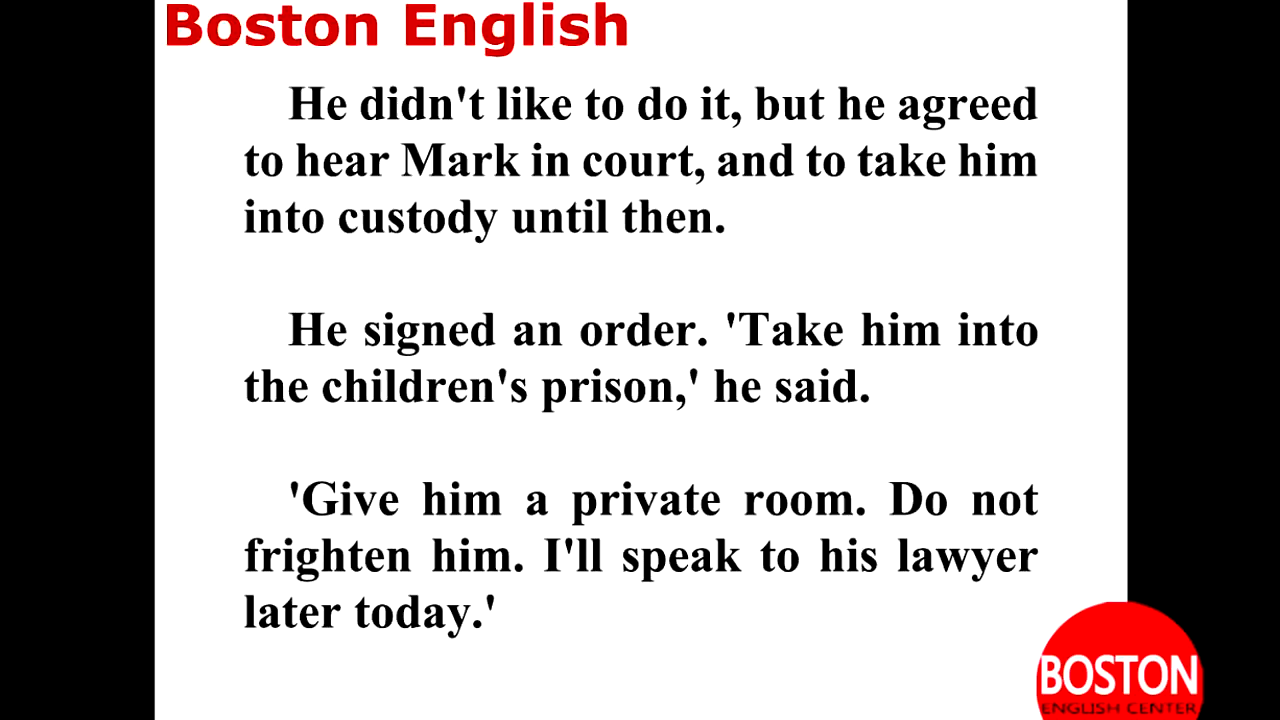 Boston English
He didn't like to do it, but he agreed
to hear Mark in court, and to take him
into custody until then.
He signed an order. 'Take him into
the children's prison,' he said.
'Give him a private room. Do not
frighten him. I'll speak to his lawyer
later today.'
BOSTON
ENGLISH CENTER